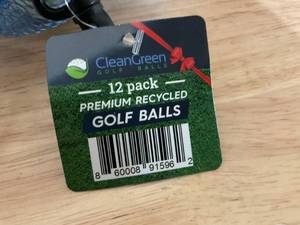 CleanGreen
GOLF BALLS
12 pack
PREMIUM RECYCLED
GOLF BALLS
8 60008 91596 2